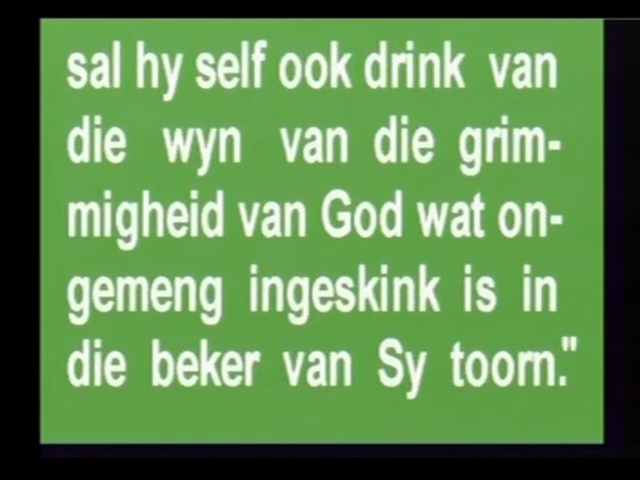 sal hy self ook drink van
die wyn van die grim-
migheid van God wat on-
gemeng ingeskink is in
die beker van Sy toorn."